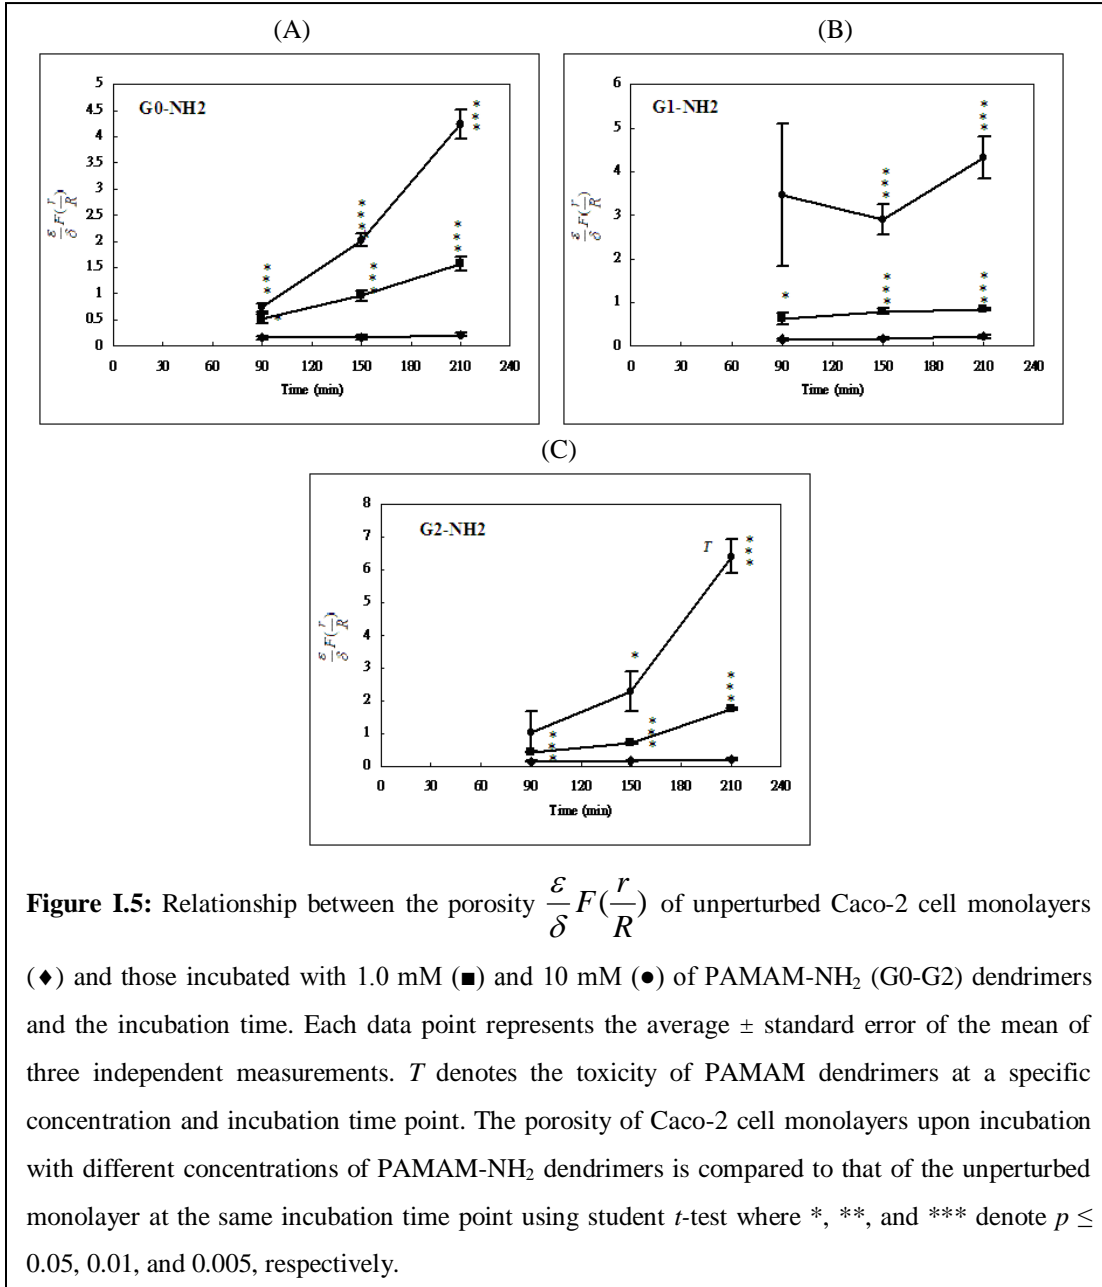 (A)
(B)
5
4.5
4
3.5
3
2.5
2
1.5
1
0.5
0
G0-NH2
ε/δ F(r/R)
***
***
***
***
***
*
0 30 60 90 120 150 180 210 240
Time (min)
6
5
4
3
2
1
0
G1-NH2
ε/δ F(r/R)
***
***
*
***
***
0 30 60 90 120 150 180 210 240
Time (min)
(C)
8
7
6
5
4
3
2
1
0
G2-NH2
ε/δ F(r/R)
T
***
*
***
***
***
0 30 60 90 120 150 180 210 240
Time (min)
Figure I.5: Relationship between the porosity ε/δ F(r/R) of unperturbed Caco-2 cell monolayers
(♦) and those incubated with 1.0 mM (■) and 10 mM (●) of PAMAM-NH₂ (G0-G2) dendrimers
and the incubation time. Each data point represents the average ± standard error of the mean of
three independent measurements. T denotes the toxicity of PAMAM dendrimers at a specific
concentration and incubation time point. The porosity of Caco-2 cell monolayers upon incubation
with different concentrations of PAMAM-NH₂ dendrimers is compared to that of the unperturbed
monolayer at the same incubation time point using student t-test where *, **, and *** denote p ≤
0.05, 0.01, and 0.005, respectively.